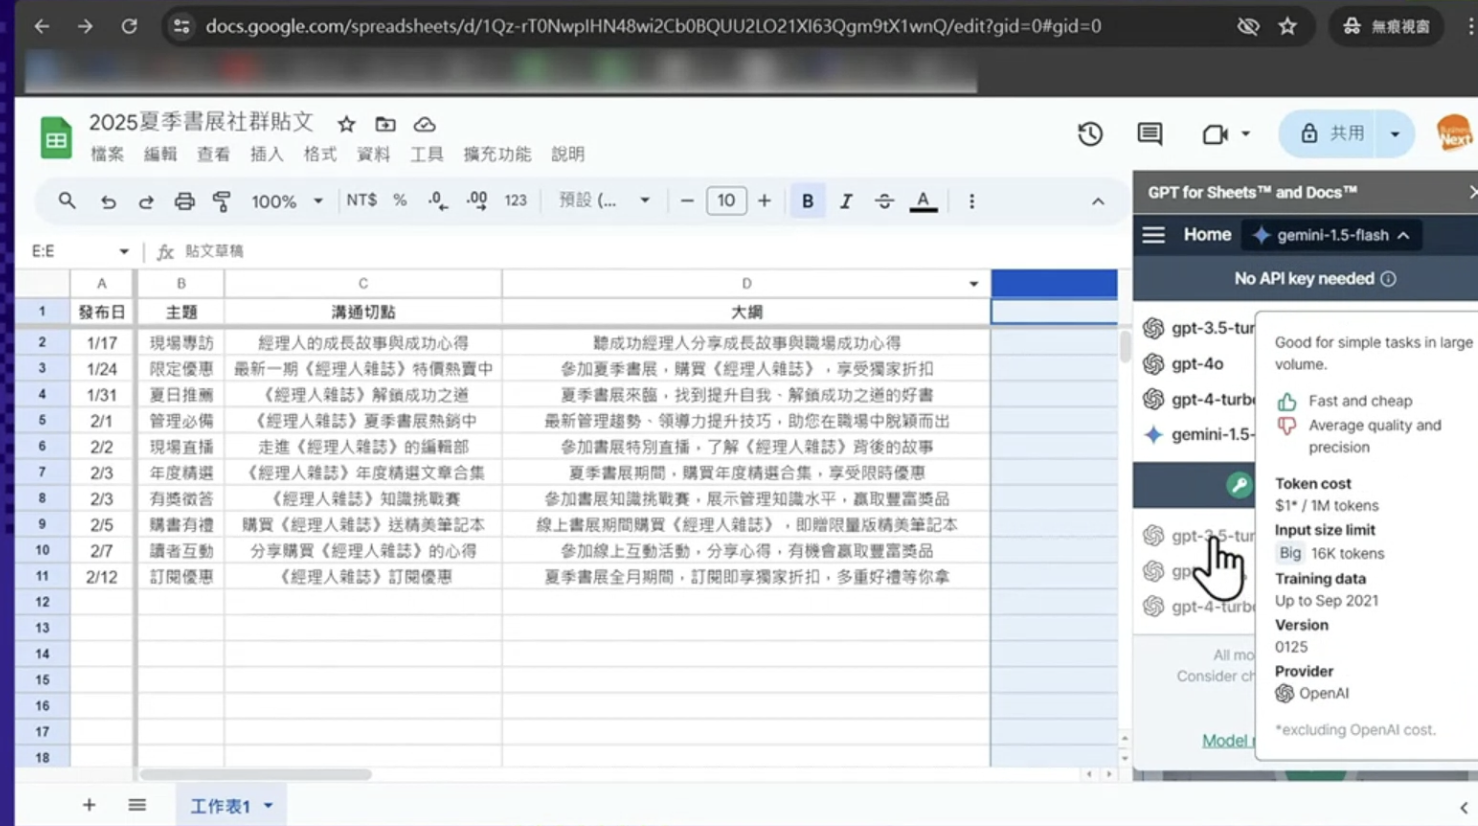 docs.google.com/spreadsheets/d/1Qz-rT0NwpIHN48wi2Cb0BQUU2LO21XI63Qgm9tX1wnQ/edit?gid=0#gid=0
無痕視窗
2025夏季書展社群貼文
檔案 編輯 查看 插入 格式 資料 工具 擴充功能 說明
共用
Business Next
100% NT$ % .0 .00 123 預設 (... − 10 + B I S A
E:E fx 貼文草稿
A B C D
1 發布日 主題 溝通切點 大綱
2 1/17 現場專訪 經理人的成長故事與成功心得 聽成功經理人分享成長故事與職場成功心得
3 1/24 限定優惠 最新一期《經理人雜誌》特價熱賣中 參加夏季書展，購買《經理人雜誌》，享受獨家折扣
4 1/31 夏日推薦 《經理人雜誌》解鎖成功之道 夏季書展來臨，找到提升自我、解鎖成功之道的好書
5 2/1 管理必備 《經理人雜誌》夏季書展熱銷中 最新管理趨勢、領導力提升技巧，助您在職場中脫穎而出
6 2/2 現場直播 走進《經理人雜誌》的編輯部 參加書展特別直播，了解《經理人雜誌》背後的故事
7 2/3 年度精選 《經理人雜誌》年度精選文章合集 夏季書展期間，購買年度精選合集，享受限時優惠
8 2/3 有獎徵答 《經理人雜誌》知識挑戰賽 參加書展知識挑戰賽，展示管理知識水平，贏取豐富獎品
9 2/5 購書有禮 購買《經理人雜誌》送精美筆記本 線上書展期間購買《經理人雜誌》，即贈限量版精美筆記本
10 2/7 讀者互動 分享購買《經理人雜誌》的心得 參加線上互動活動，分享心得，有機會贏取豐富獎品
11 2/12 訂閱優惠 《經理人雜誌》訂閱優惠 夏季書展全月期間，訂閱即享獨家折扣，多重好禮等你拿
12
13
14
15
16
17
18
工作表1
GPT for Sheets™ and Docs™
Home gemini-1.5-flash
No API key needed
gpt-3.5-tur
gpt-4o
gpt-4-turbo
gemini-1.5-
gpt-3.5-tur
gp
gpt-4-turbo
All mo
Consider ch
Model
Good for simple tasks in large
volume.
Fast and cheap
Average quality and
precision
Token cost
$1* / 1M tokens
Input size limit
Big 16K tokens
Training data
Up to Sep 2021
Version
0125
Provider
OpenAI
*excluding OpenAI cost.